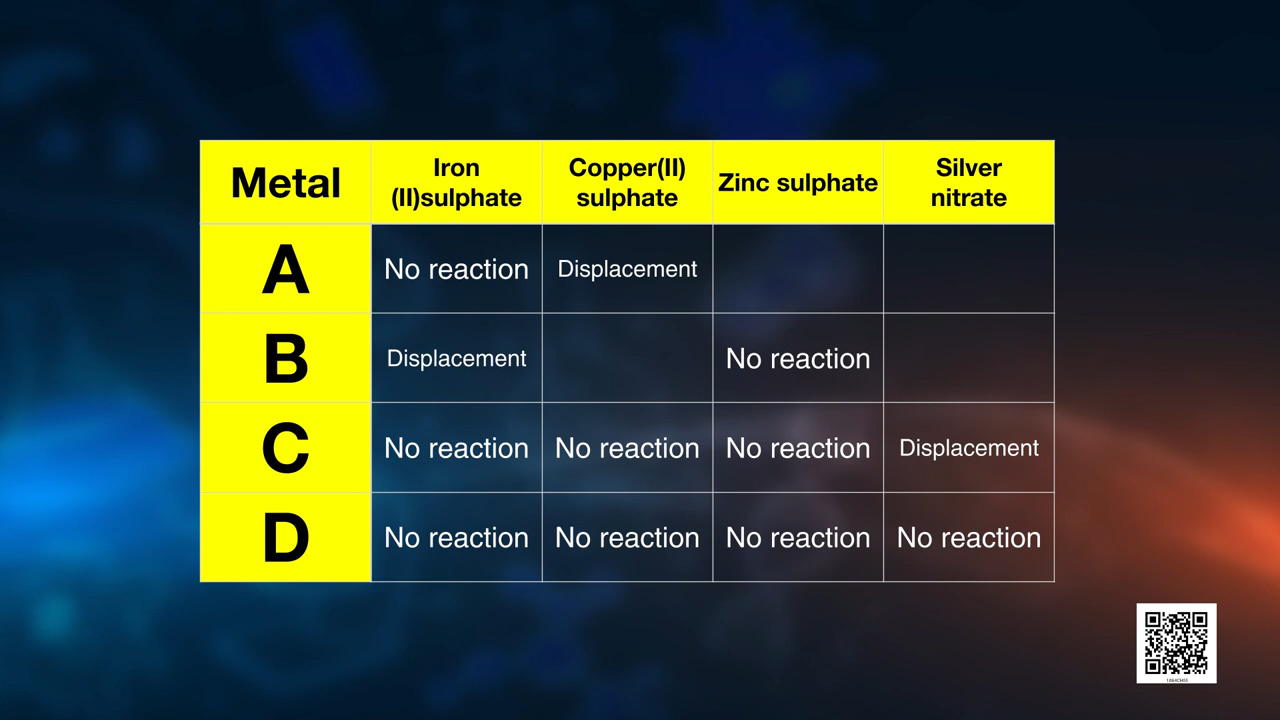 Metal
Iron
(II)sulphate
Copper(II)
sulphate
Zinc sulphate
Silver
nitrate
A
No reaction
Displacement
B
Displacement
No reaction
C
No reaction
No reaction
No reaction
Displacement
D
No reaction
No reaction
No reaction
No reaction